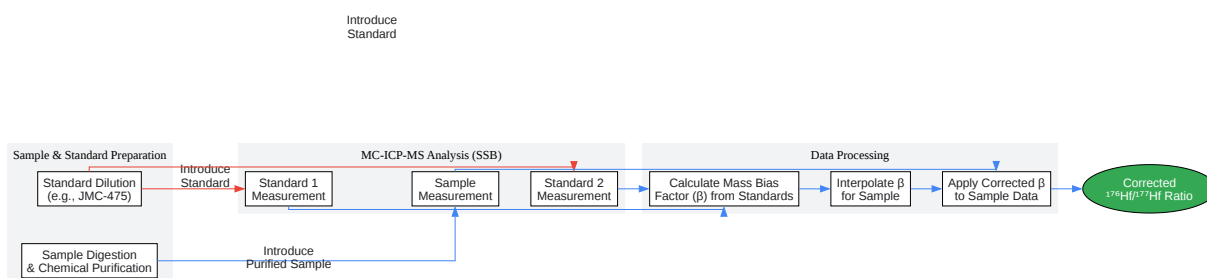 Introduce
Standard
Sample & Standard Preparation
MC-ICP-MS Analysis (SSB)
Data Processing
Standard Dilution
(e.g., JMC-475)
Introduce
Standard
Standard 1
Measurement
Sample
Measurement
Standard 2
Measurement
Calculate Mass Bias
Factor (β) from Standards
Interpolate β
for Sample
Apply Corrected β
to Sample Data
Corrected
¹⁷⁶Hf/¹⁷⁷Hf Ratio
Sample Digestion
& Chemical Purification
Introduce
Purified Sample